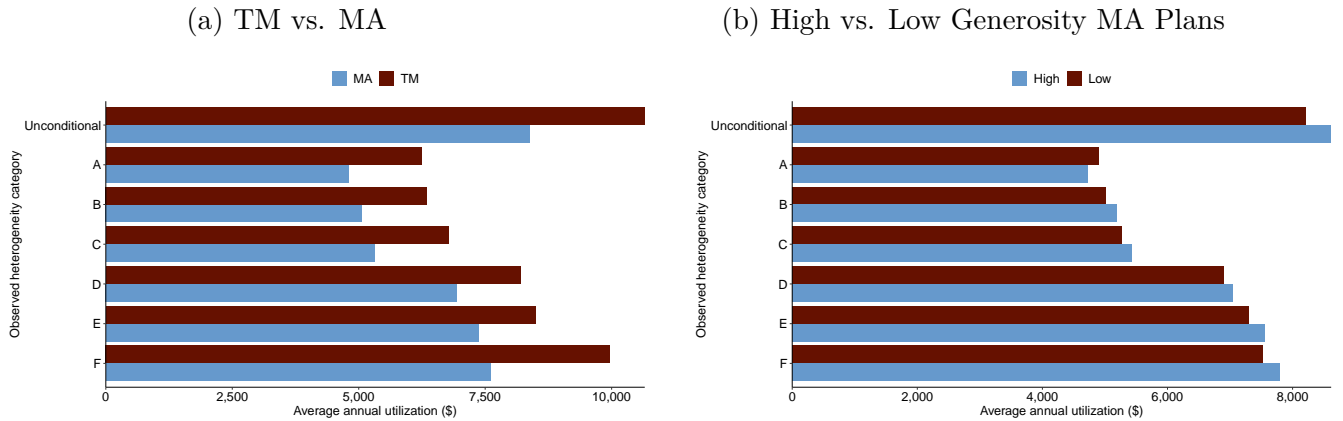 (a) TM vs. MA
MA TM
Observed heterogeneity category
Unconditional
A
B
C
D
E
F
0 2,500 5,000 7,500 10,000
Average annual utilization ($)
(b) High vs. Low Generosity MA Plans
High Low
Observed heterogeneity category
Unconditional
A
B
C
D
E
F
0 2,000 4,000 6,000 8,000
Average annual utilization ($)